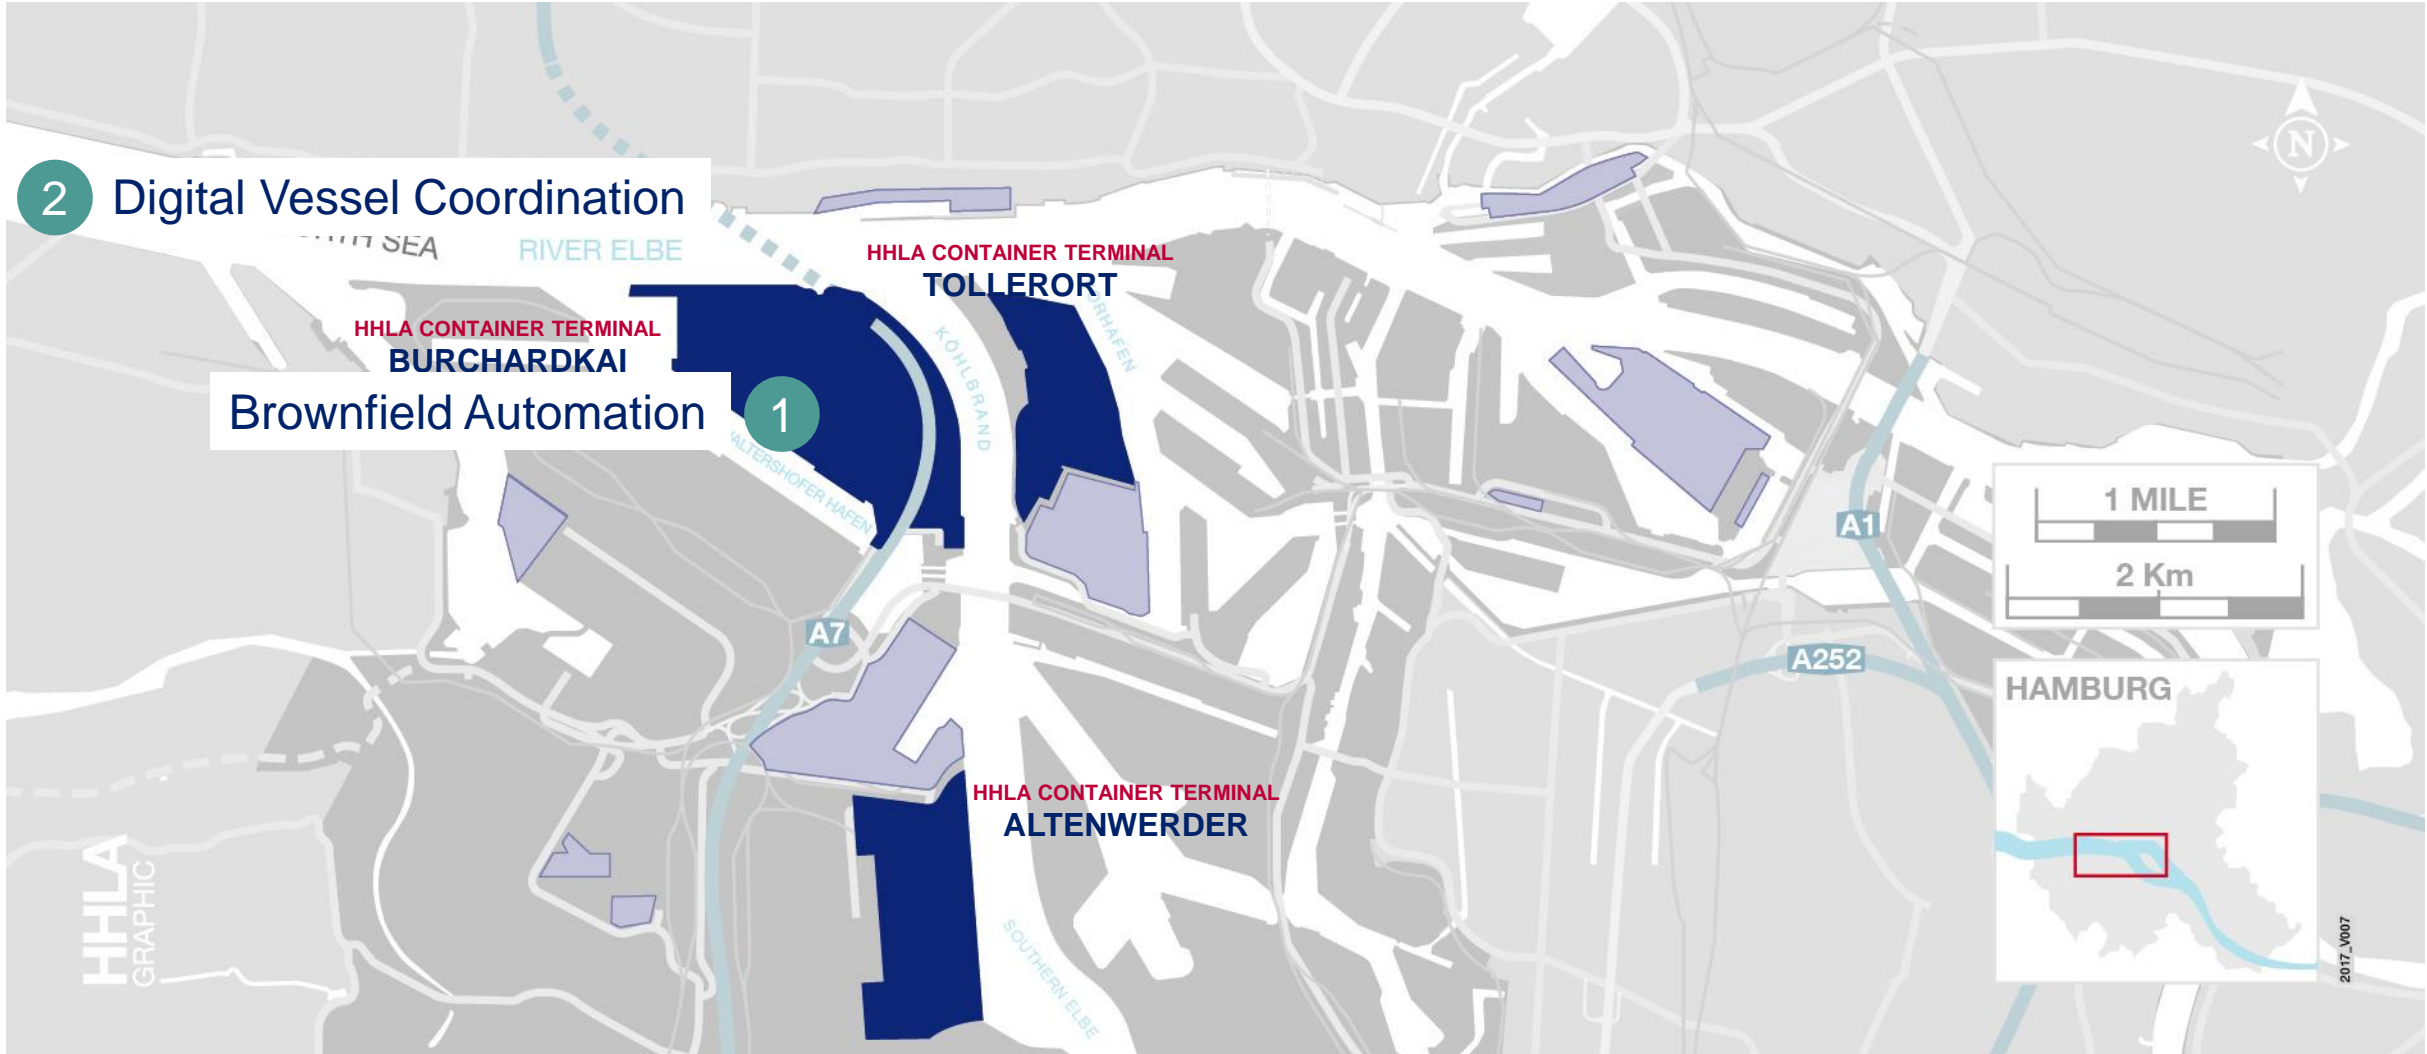 2 Digital Vessel Coordination
SEA
RIVER ELBE
HHLA CONTAINER TERMINAL
TOLLERORT
HHLA CONTAINER TERMINAL
BURCHARDKAI
Brownfield Automation 1
KÖHLBRAND
HAFEN
A7
A1
A252
1 MILE
2 Km
N
HAMBURG
HHLA CONTAINER TERMINAL
ALTENWERDER
SOUTHERN ELBE
HHLA
GRAPHIC
2017_V007